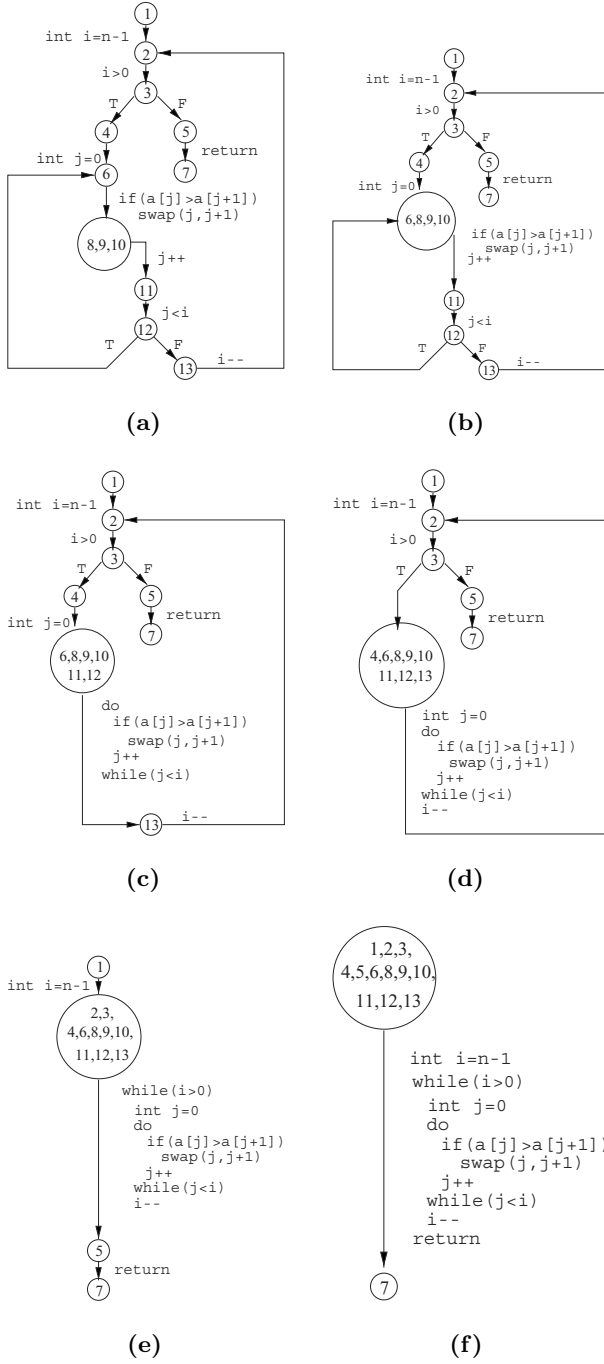 1
int i=n-1
2
i>0
3
T F
4 5
return
int j=0
6 7
if(a[j]>a[j+1])
swap(j,j+1)
8,9,10
j++
11
j<i
12
T F
13 i--
(a)
1
int i=n-1
2
i>0
3
T F
4 5
return
int j=0
7
6,8,9,10
if(a[j]>a[j+1])
swap(j,j+1)
j++
11
j<i
12
T F
13 i--
(b)
1
int i=n-1
2
i>0
3
T F
4 5
return
int j=0
7
6,8,9,10
11,12
do
if(a[j]>a[j+1])
swap(j,j+1)
j++
while(j<i)
13 i--
(c)
1
int i=n-1
2
i>0
3
T F
5
return
7
4,6,8,9,10
11,12,13
int j=0
do
if(a[j]>a[j+1])
swap(j,j+1)
j++
while(j<i)
i--
(d)
1
int i=n-1
2,3,
4,6,8,9,10,
11,12,13
while(i>0)
int j=0
do
if(a[j]>a[j+1])
swap(j,j+1)
j++
while(j<i)
i--
5
return
7
(e)
1,2,3,
4,5,6,8,9,10,
11,12,13
int i=n-1
while(i>0)
int j=0
do
if(a[j]>a[j+1])
swap(j,j+1)
j++
while(j<i)
i--
return
7
(f)